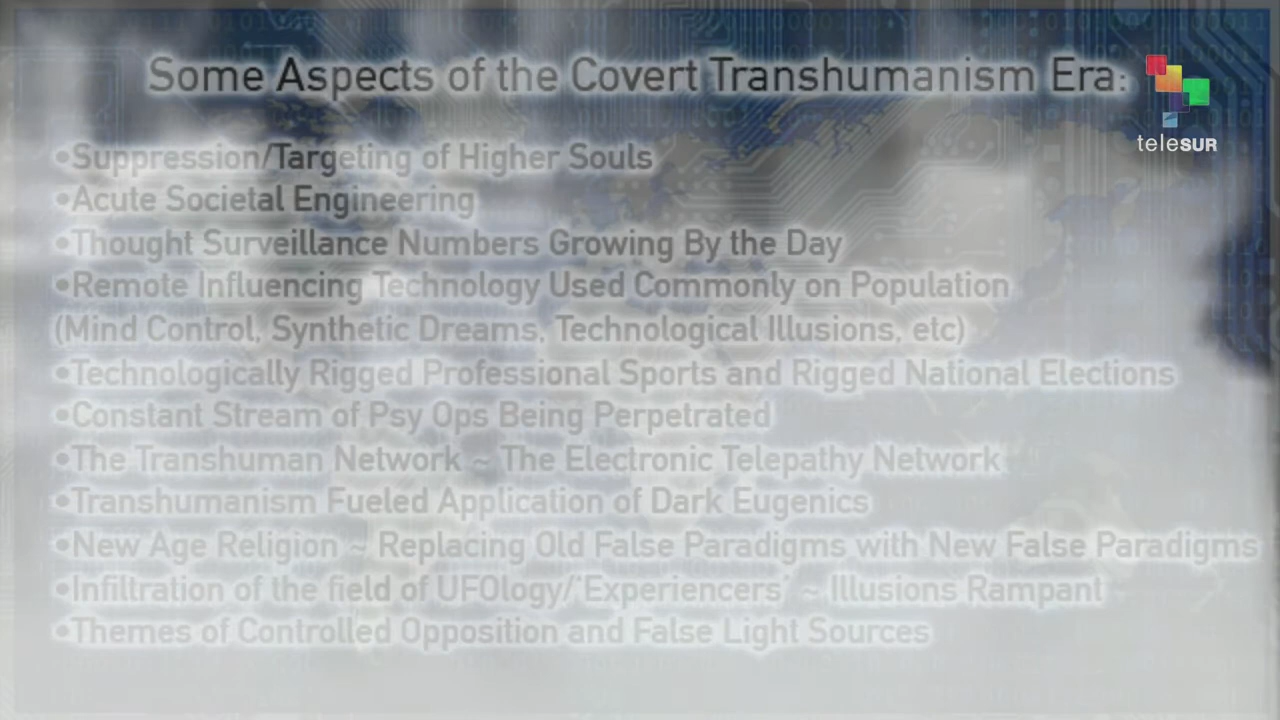 Some Aspects of the Covert Transhumanism Era:
teleSUR
•Suppression/Targeting of Higher Souls
•Acute Societal Engineering
•Thought Surveillance Numbers Growing By the Day
•Remote Influencing Technology Used Commonly on Population
(Mind Control, Synthetic Dreams, Technological Illusions, etc)
•Technologically Rigged Professional Sports and Rigged National Elections
•Constant Stream of Psy Ops Being Perpetrated
•The Transhuman Network ~ The Electronic Telepathy Network
•Transhumanism Fueled Application of Dark Eugenics
•New Age Religion ~ Replacing Old False Paradigms with New False Paradigms
•Infiltration of the field of UFOlogy/'Experiencers' ~ Illusions Rampant
•Themes of Controlled Opposition and False Light Sources